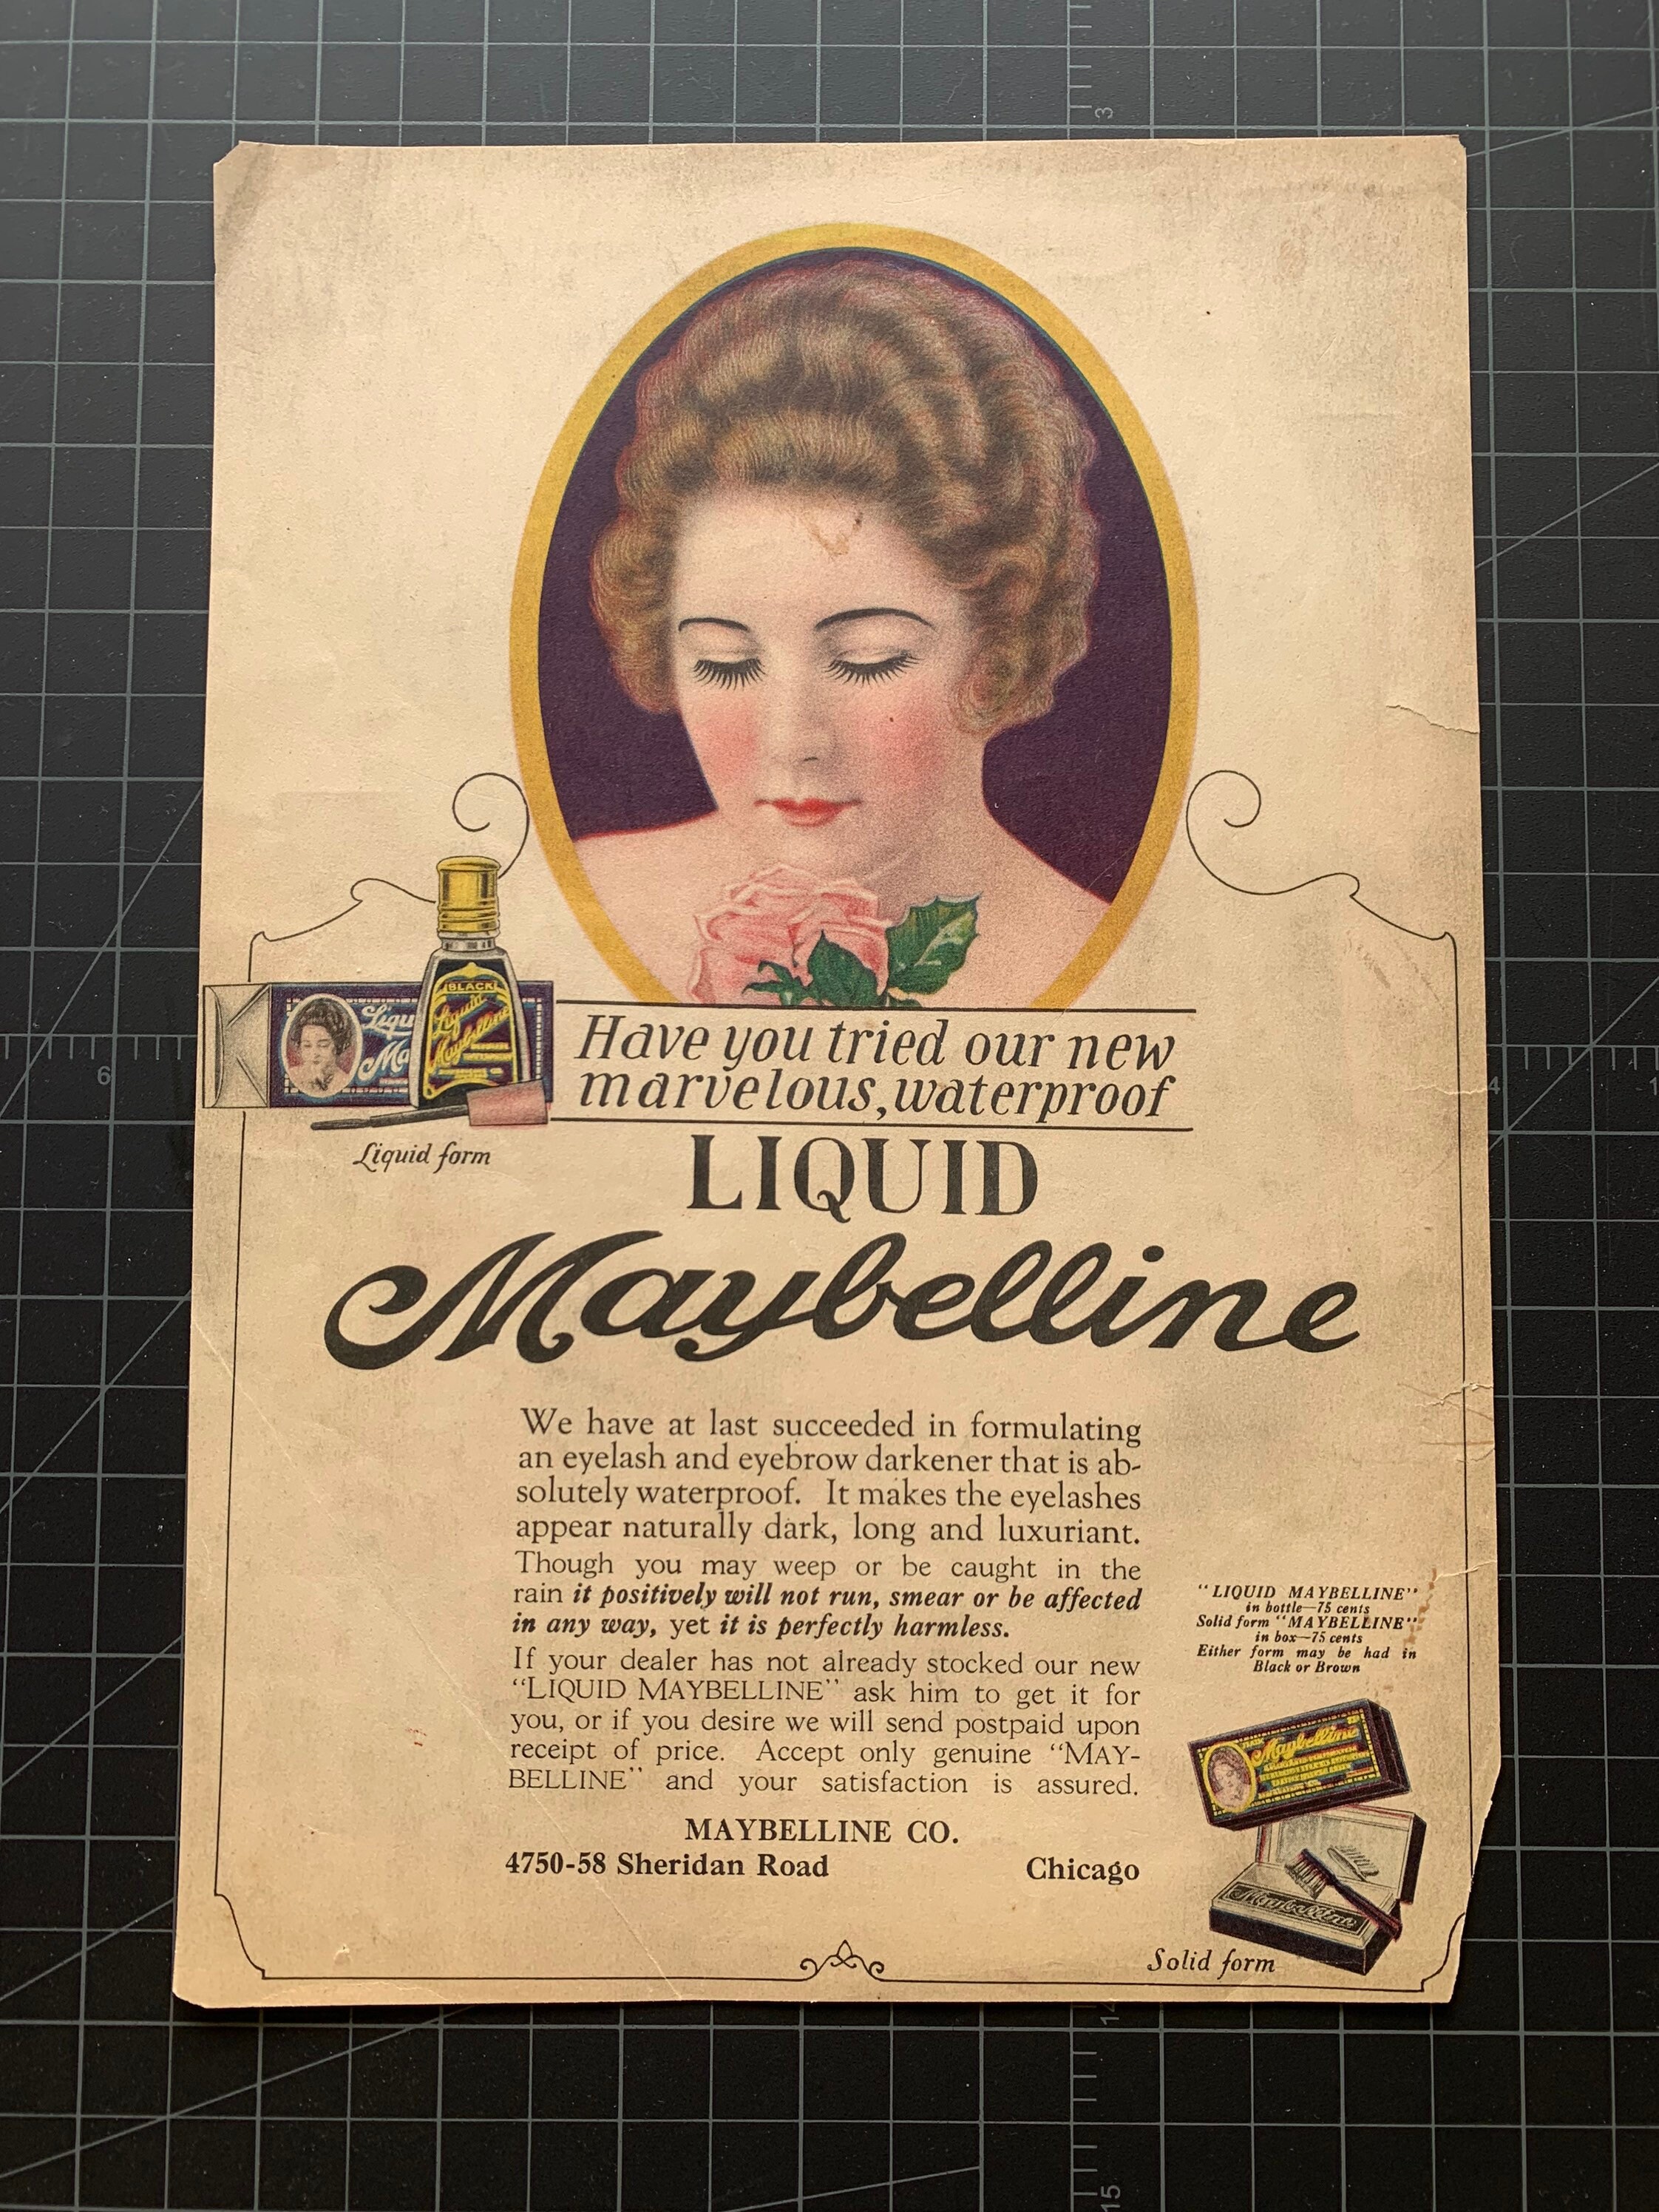 3
6
4
BLACK
Liquid
Maybelline
Liqu
Ma
Have you tried our new
marvelous, waterproof
Liquid form
LIQUID
Maybelline
We have at last succeeded in formulating
an eyelash and eyebrow darkener that is ab-
solutely waterproof. It makes the eyelashes
appear naturally dark, long and luxuriant.
Though you may weep or be caught in the
rain it positively will not run, smear or be affected
in any way, yet it is perfectly harmless.
If your dealer has not already stocked our new
"LIQUID MAYBELLINE" ask him to get it for
you, or if you desire we will send postpaid upon
receipt of price. Accept only genuine "MAY-
BELLINE" and your satisfaction is assured.
MAYBELLINE CO.
4750-58 Sheridan Road Chicago
"LIQUID MAYBELLINE"
in bottle—75 cents
Solid form "MAYBELLINE"
in box—75 cents
Either form may be had in
Black or Brown
Maybelline
Maybelline
Solid form
14
15